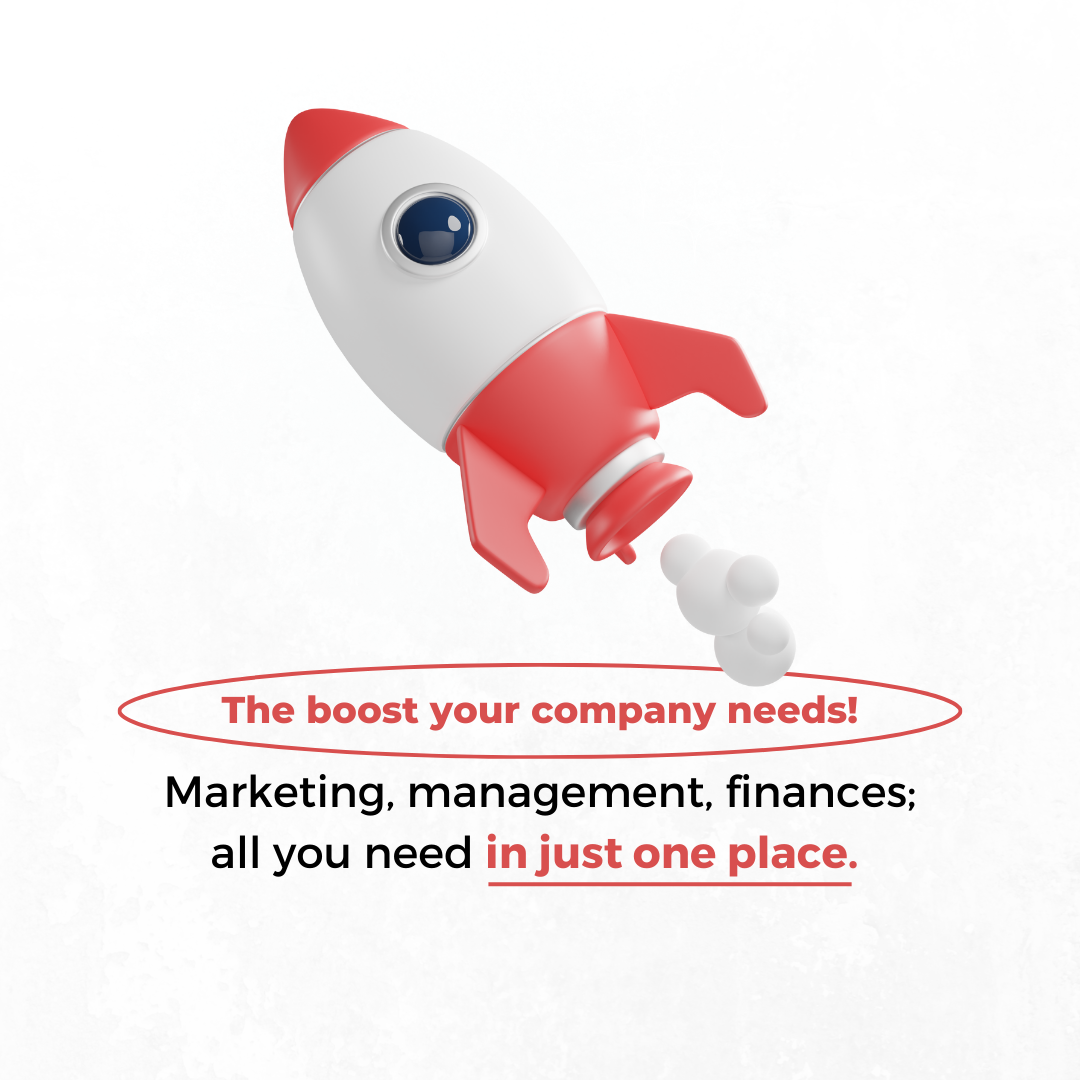 The boost your company needs!
Marketing, management, finances;
all you need in just one place.